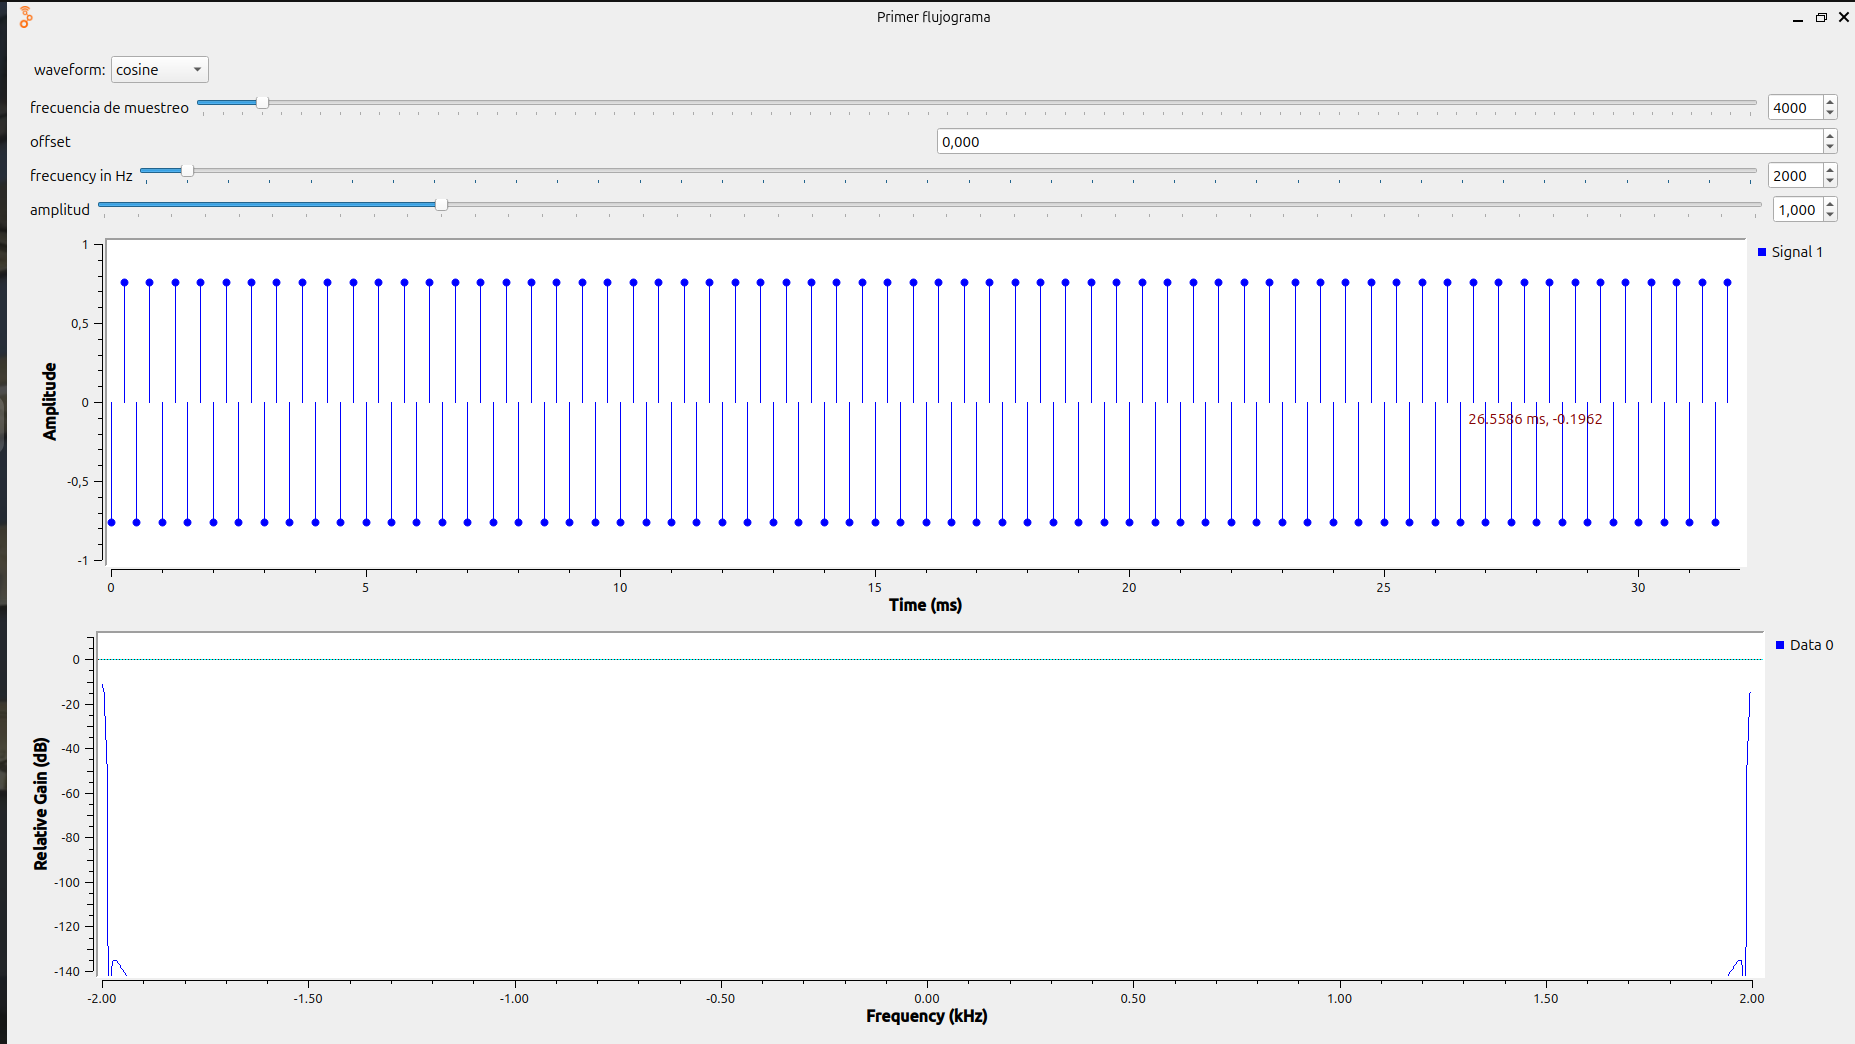 Primer flujograma
waveform: cosine
frecuencia de muestreo 4000
offset 0,000
frecuency in Hz 2000
amplitud 1,000
Signal 1
1
0,5
0
-0,5
-1
Amplitude
26.5586 ms, -0.1962
0 5 10 15 20 25 30
Time (ms)
Data 0
0
-20
-40
-60
-80
-100
-120
-140
Relative Gain (dB)
-2.00 -1.50 -1.00 -0.50 0.00 0.50 1.00 1.50 2.00
Frequency (kHz)